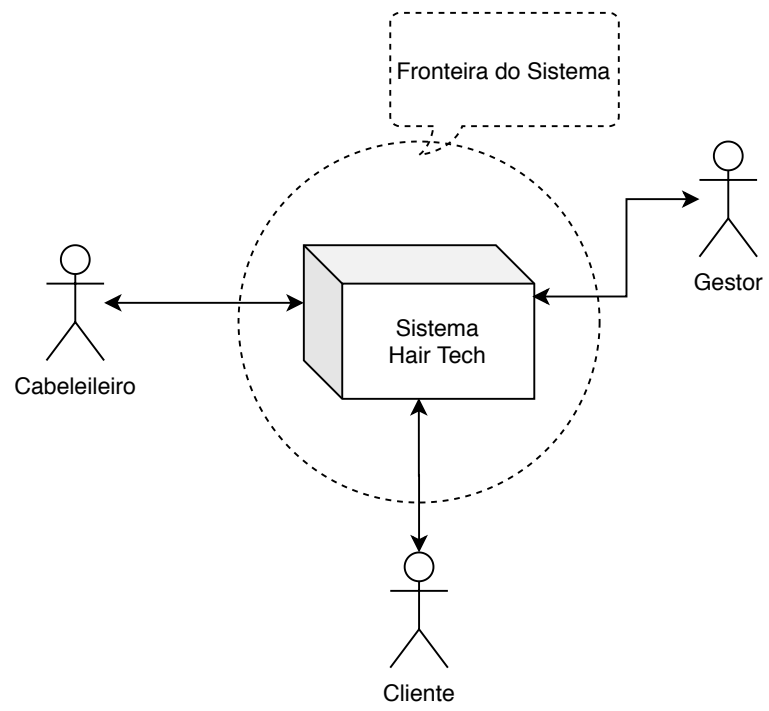 Fronteira do Sistema
Gestor
Sistema
Hair Tech
Cabeleileiro
Cliente